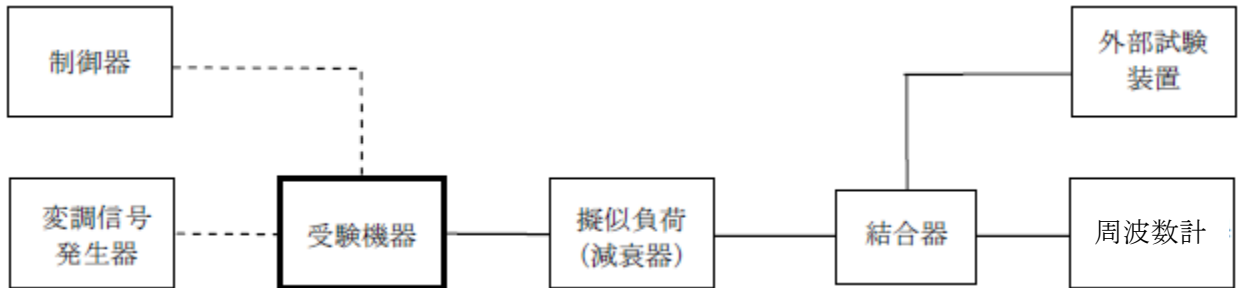 制御器
外部試験
装置
変調信号
発生器
受験機器
擬似負荷
(減衰器)
結合器
周波数計